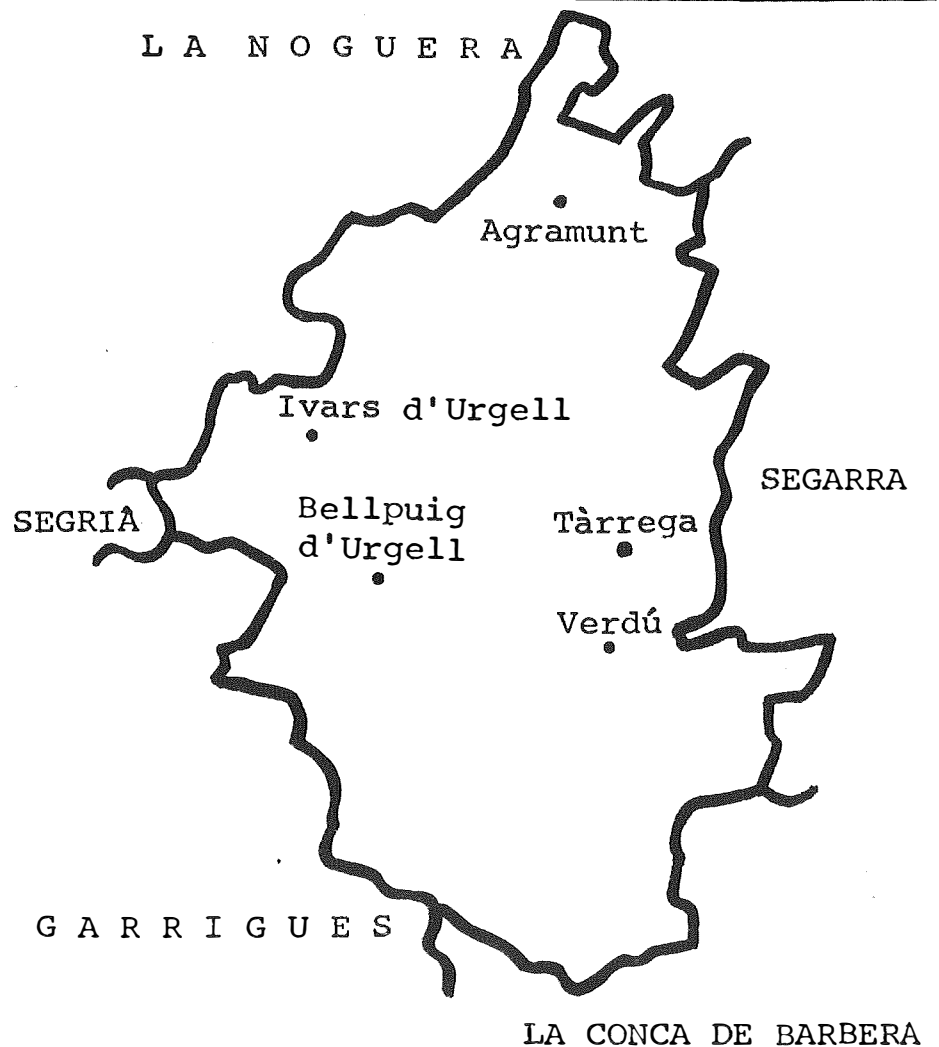 LA NOGUERA
Agramunt
Ivars d'Urgell
SEGARRA
Bellpuig
d'Urgell
SEGRIÀ
Tàrrega
Verdú
GARRIGUES
LA CONCA DE BARBERA